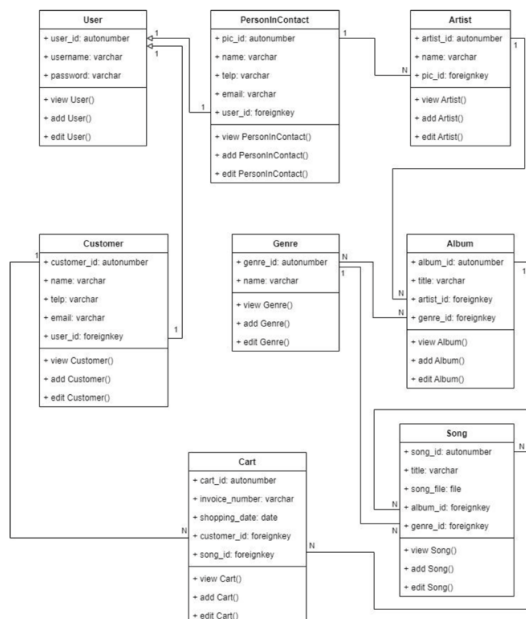 User
+ user_id: autonumber
+ username: varchar
+ password: varchar
+ view User()
+ add User()
+ edit User()
1
1
PersonInContact
+ pic_id: autonumber
+ name: varchar
+ telp: varchar
+ email: varchar
+ user_id: foreignkey
+ view PersonInContact()
+ add PersonInContact()
+ edit PersonInContact()
1
1
N
Artist
+ artist_id: autonumber
+ name: varchar
+ pic_id: foreignkey
+ view Artist()
+ add Artist()
+ edit Artist()
1
Customer
+ customer_id: autonumber
+ name: varchar
+ telp: varchar
+ email: varchar
+ user_id: foreignkey
+ view Customer()
+ add Customer()
+ edit Customer()
1
1
Genre
+ genre_id: autonumber
+ name: varchar
+ view Genre()
+ add Genre()
+ edit Genre()
N
1
Album
+ album_id: autonumber
+ title: varchar
+ artist_id: foreignkey
+ genre_id: foreignkey
+ view Album()
+ add Album()
+ edit Album()
N
N
1
Cart
+ cart_id: autonumber
+ invoice_number: varchar
+ shopping_date: date
+ customer_id: foreignkey
+ song_id: foreignkey
+ view Cart()
+ add Cart()
+ edit Cart()
N
N
Song
+ song_id: autonumber
+ title: varchar
+ song_file: file
+ album_id: foreignkey
+ genre_id: foreignkey
+ view Song()
+ add Song()
+ edit Song()
N
N
N